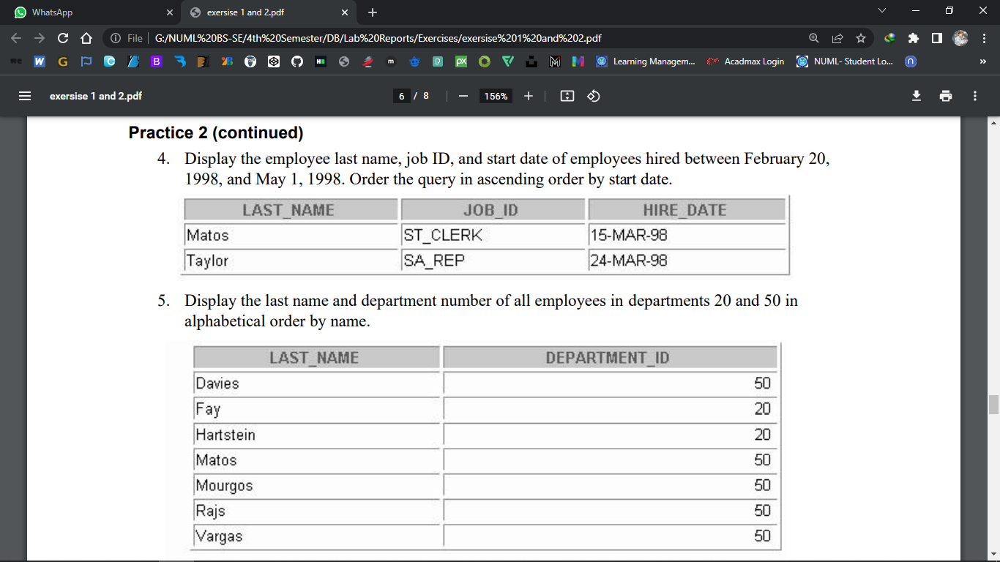 WhatsApp
exersise 1 and 2.pdf
File
G:/NUML%20BS-SE/4th%20Semester/DB/Lab%20Reports/Exercises/exersise%201%20and%202.pdf
we W G C B px m D M
Learning Managem...
Acadmax Login
NUML- Student Lo...
n
»
exersise 1 and 2.pdf
6 / 8
156%
Practice 2 (continued)
4. Display the employee last name, job ID, and start date of employees hired between February 20,
1998, and May 1, 1998. Order the query in ascending order by start date.
LAST_NAME JOB_ID HIRE_DATE
Matos ST_CLERK 15-MAR-98
Taylor SA_REP 24-MAR-98
5. Display the last name and department number of all employees in departments 20 and 50 in
alphabetical order by name.
LAST_NAME DEPARTMENT_ID
Davies 50
Fay 20
Hartstein 20
Matos 50
Mourgos 50
Rajs 50
Vargas 50